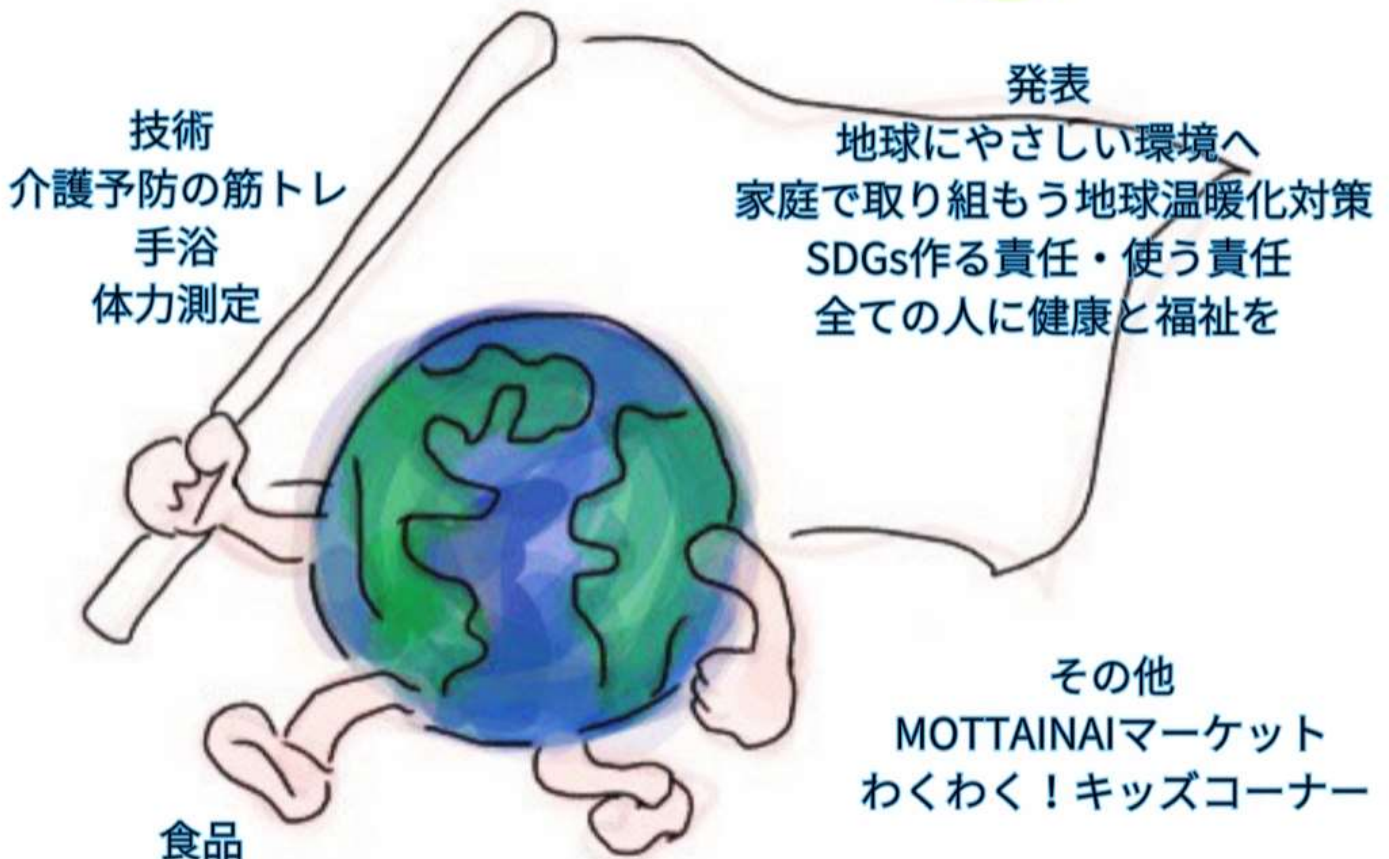 技術
介護予防の筋トレ
手浴
体力測定
発表
地球にやさしい環境へ
家庭で取り組もう地球温暖化対策
SDGs作る責任・使う責任
全ての人に健康と福祉を
その他
MOTTAINAIマーケット
わくわく！キッズコーナー
食品